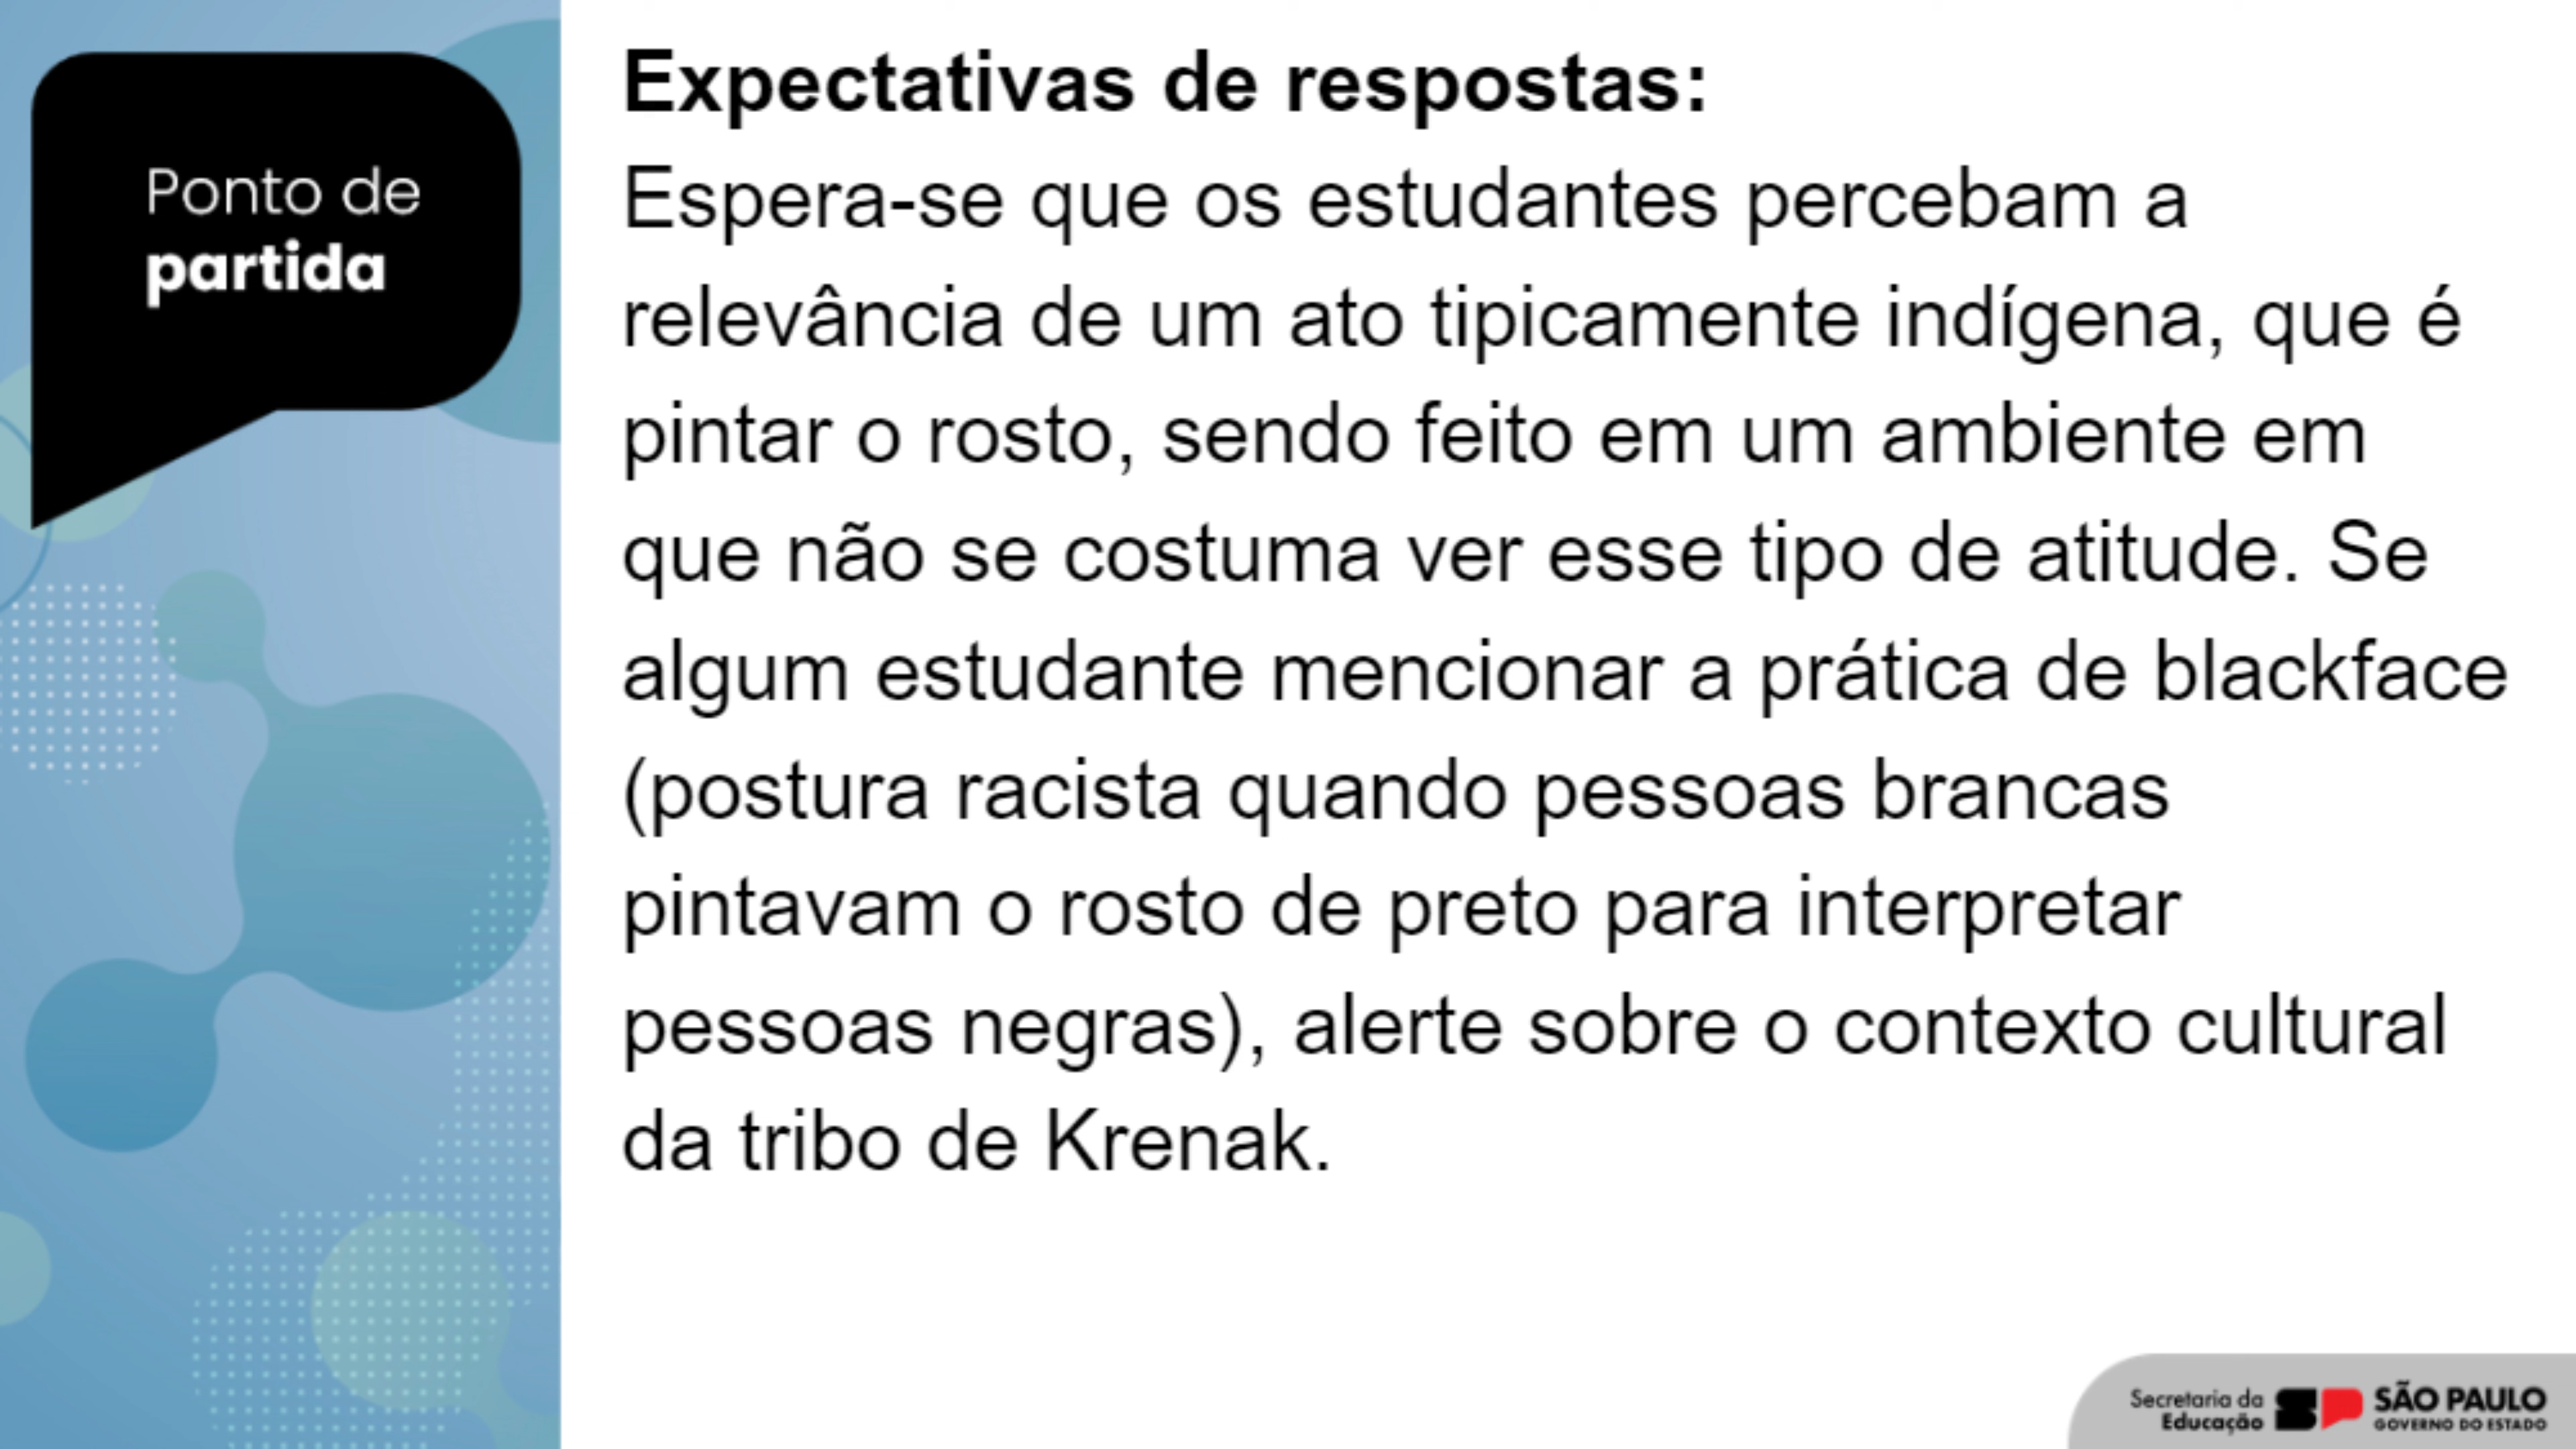 Ponto de
partida
Expectativas de respostas:
Espera-se que os estudantes percebam a
relevância de um ato tipicamente indígena, que é
pintar o rosto, sendo feito em um ambiente em
que não se costuma ver esse tipo de atitude. Se
algum estudante mencionar a prática de blackface
(postura racista quando pessoas brancas
pintavam o rosto de preto para interpretar
pessoas negras), alerte sobre o contexto cultural
da tribo de Krenak.
Secretaria da
Educação
SÃO PAULO
GOVERNO DO ESTADO